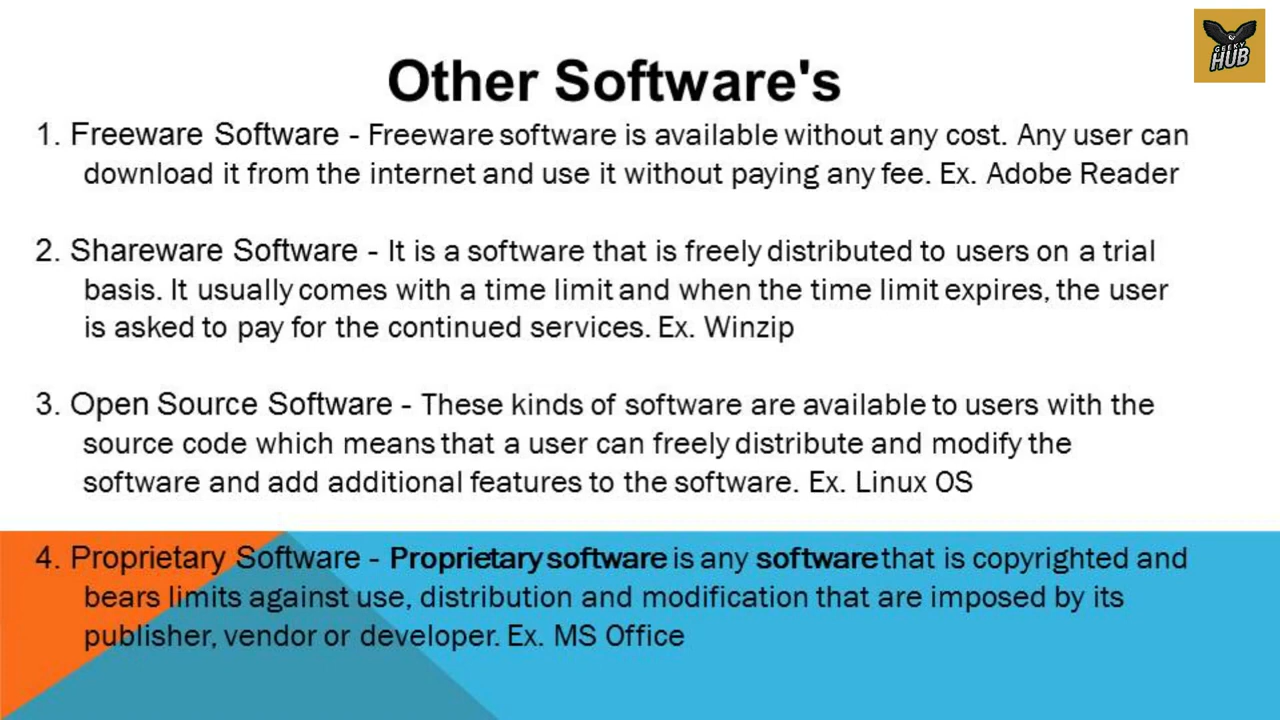 GEEKY
HUB
Other Software's
1. Freeware Software - Freeware software is available without any cost. Any user can
download it from the internet and use it without paying any fee. Ex. Adobe Reader
2. Shareware Software - It is a software that is freely distributed to users on a trial
basis. It usually comes with a time limit and when the time limit expires, the user
is asked to pay for the continued services. Ex. Winzip
3. Open Source Software - These kinds of software are available to users with the
source code which means that a user can freely distribute and modify the
software and add additional features to the software. Ex. Linux OS
4. Proprietary Software - Proprietary software is any software that is copyrighted and
bears limits against use, distribution and modification that are imposed by its
publisher, vendor or developer. Ex. MS Office